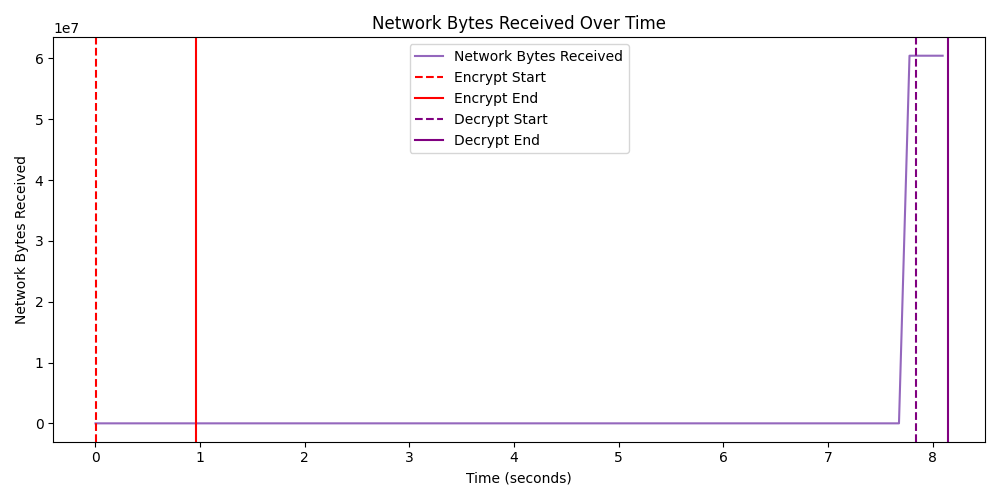 Network Bytes Received Over Time
1e7
Network Bytes Received
Encrypt Start
Encrypt End
Decrypt Start
Decrypt End
Network Bytes Received
6
5
4
3
2
1
0
0 1 2 3 4 5 6 7 8
Time (seconds)